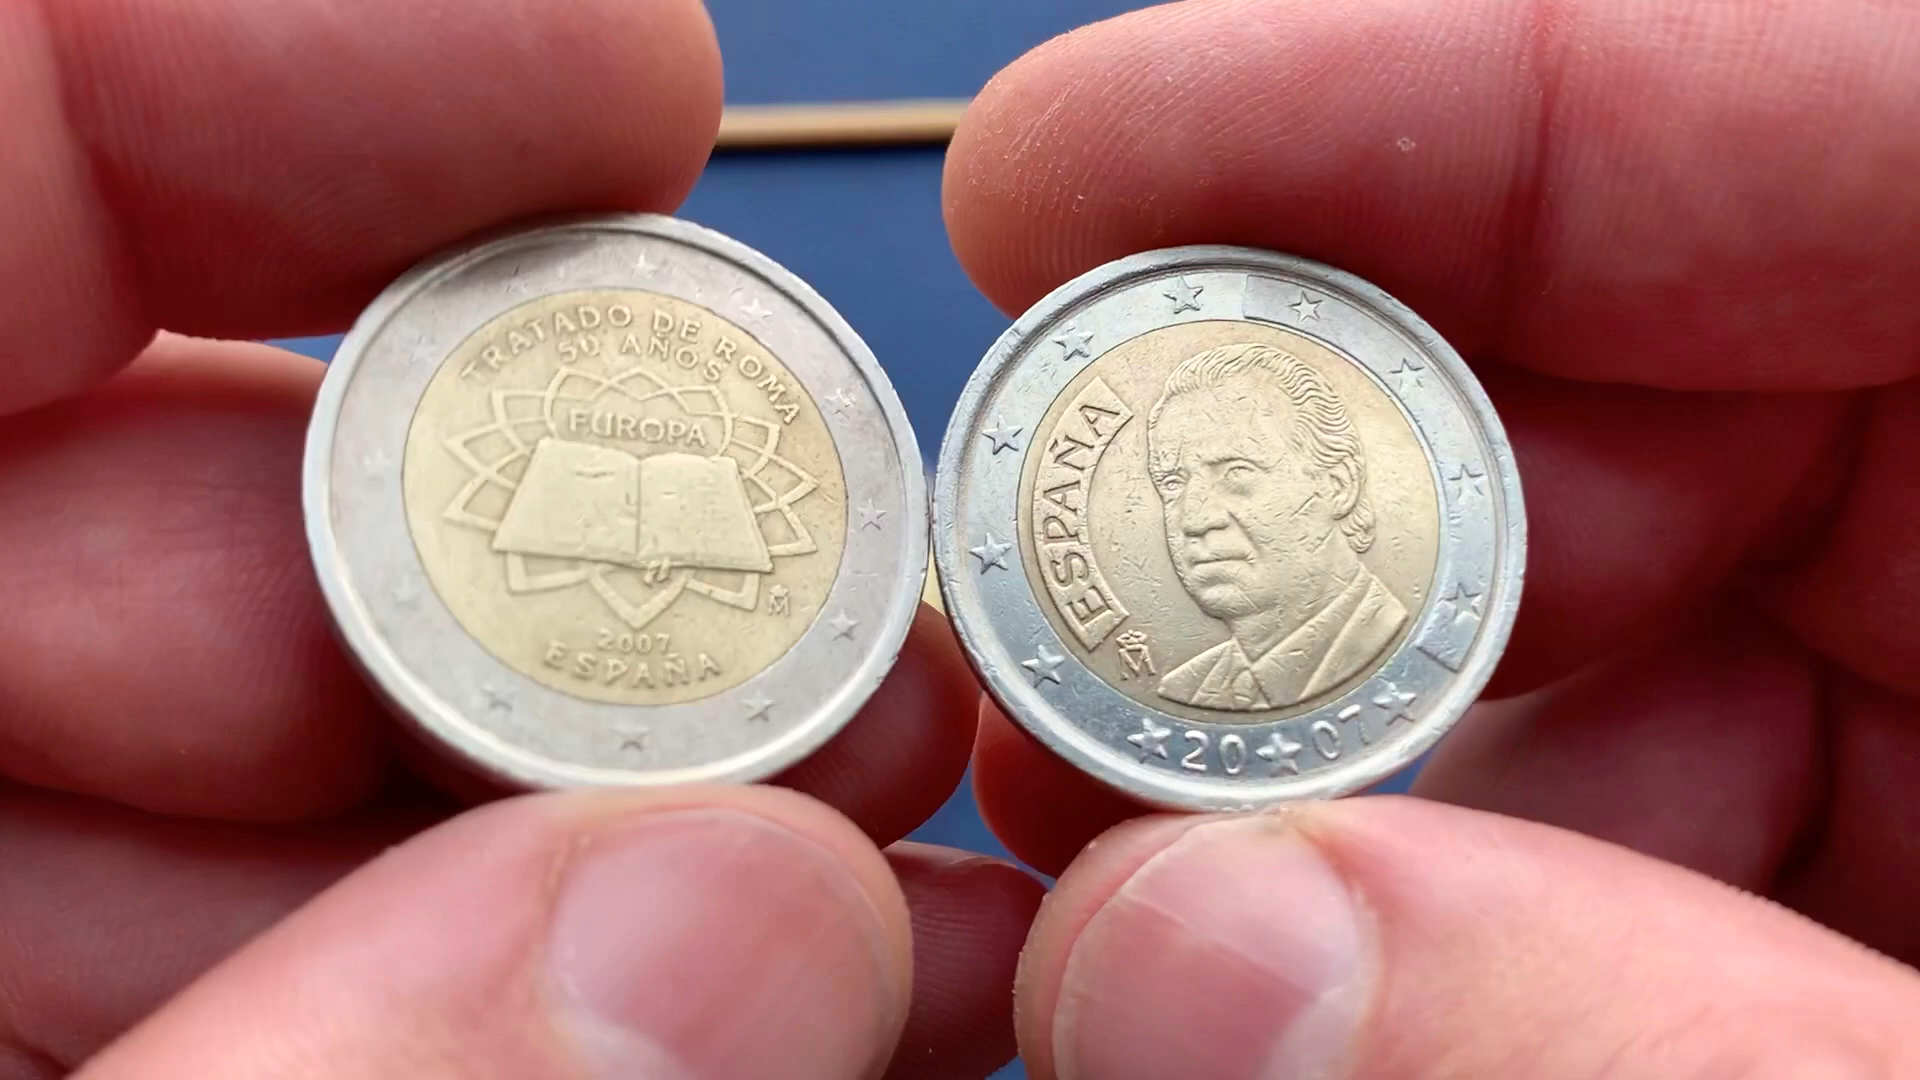 TRATADO DE ROMA
50 AÑOS
EUROPA
M
2007
ESPAÑA
ESPAÑA
M
20 07